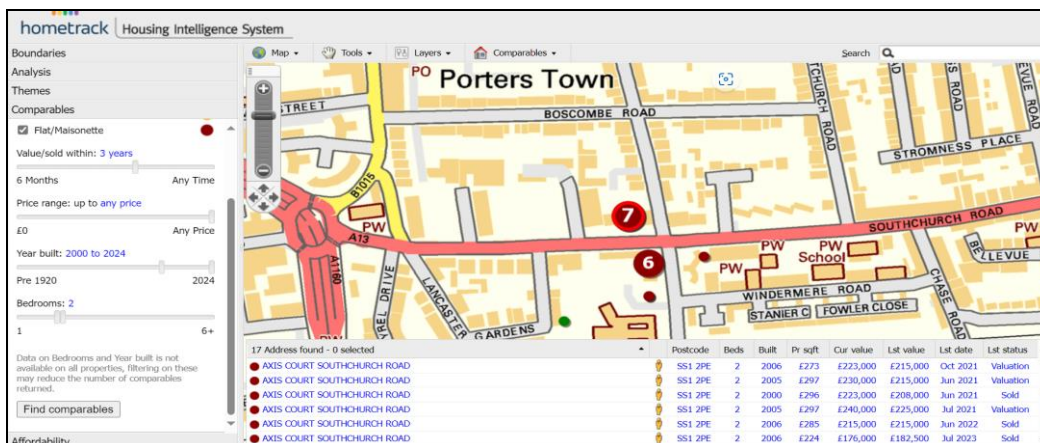 hometrack Housing Intelligence System
Boundaries
Analysis
Themes
Comparables
Flat/Maisonette
Value/sold within: 3 years
6 Months Any Time
Price range: up to any price
£0 Any Price
Year built: 2000 to 2024
Pre 1920 2024
Bedrooms: 2
1 6+
Data on Bedrooms and Year built is not
available on all properties, filtering on these
may reduce the number of comparables
returned.
Find comparables
Affordability
Map Tools Layers Comparables Search
PO Porters Town
STREET
BOSCOMBE ROAD
CHURCH ROAD
STROMNESS PLACE
ROAD
B1015
PW
A13
A1160
7
SOUTHCHURCH ROAD
6
PW
PW
PW
School
PW
BELLEVUE
WINDERMERE ROAD
STANIER C FOWLER CLOSE
CHASE ROAD
REL DRIVE
LANCASTER
GARDENS
PW
17 Address found - 0 selected Postcode Beds Built Pr sqft Cur value Lst value Lst date Lst status
AXIS COURT SOUTHCHURCH ROAD SS1 2PE 2 2006 £273 £223,000 £215,000 Oct 2021 Valuation
AXIS COURT SOUTHCHURCH ROAD SS1 2PE 2 2005 £297 £230,000 £215,000 Jun 2021 Valuation
AXIS COURT SOUTHCHURCH ROAD SS1 2PE 2 2000 £296 £223,000 £208,000 Jun 2021 Sold
AXIS COURT SOUTHCHURCH ROAD SS1 2PE 2 2005 £297 £240,000 £225,000 Jul 2021 Valuation
AXIS COURT SOUTHCHURCH ROAD SS1 2PE 2 2006 £285 £215,000 £215,000 Jun 2022 Sold
AXIS COURT SOUTHCHURCH ROAD SS1 2PE 2 2006 £224 £176,000 £182,500 Jul 2023 Sold